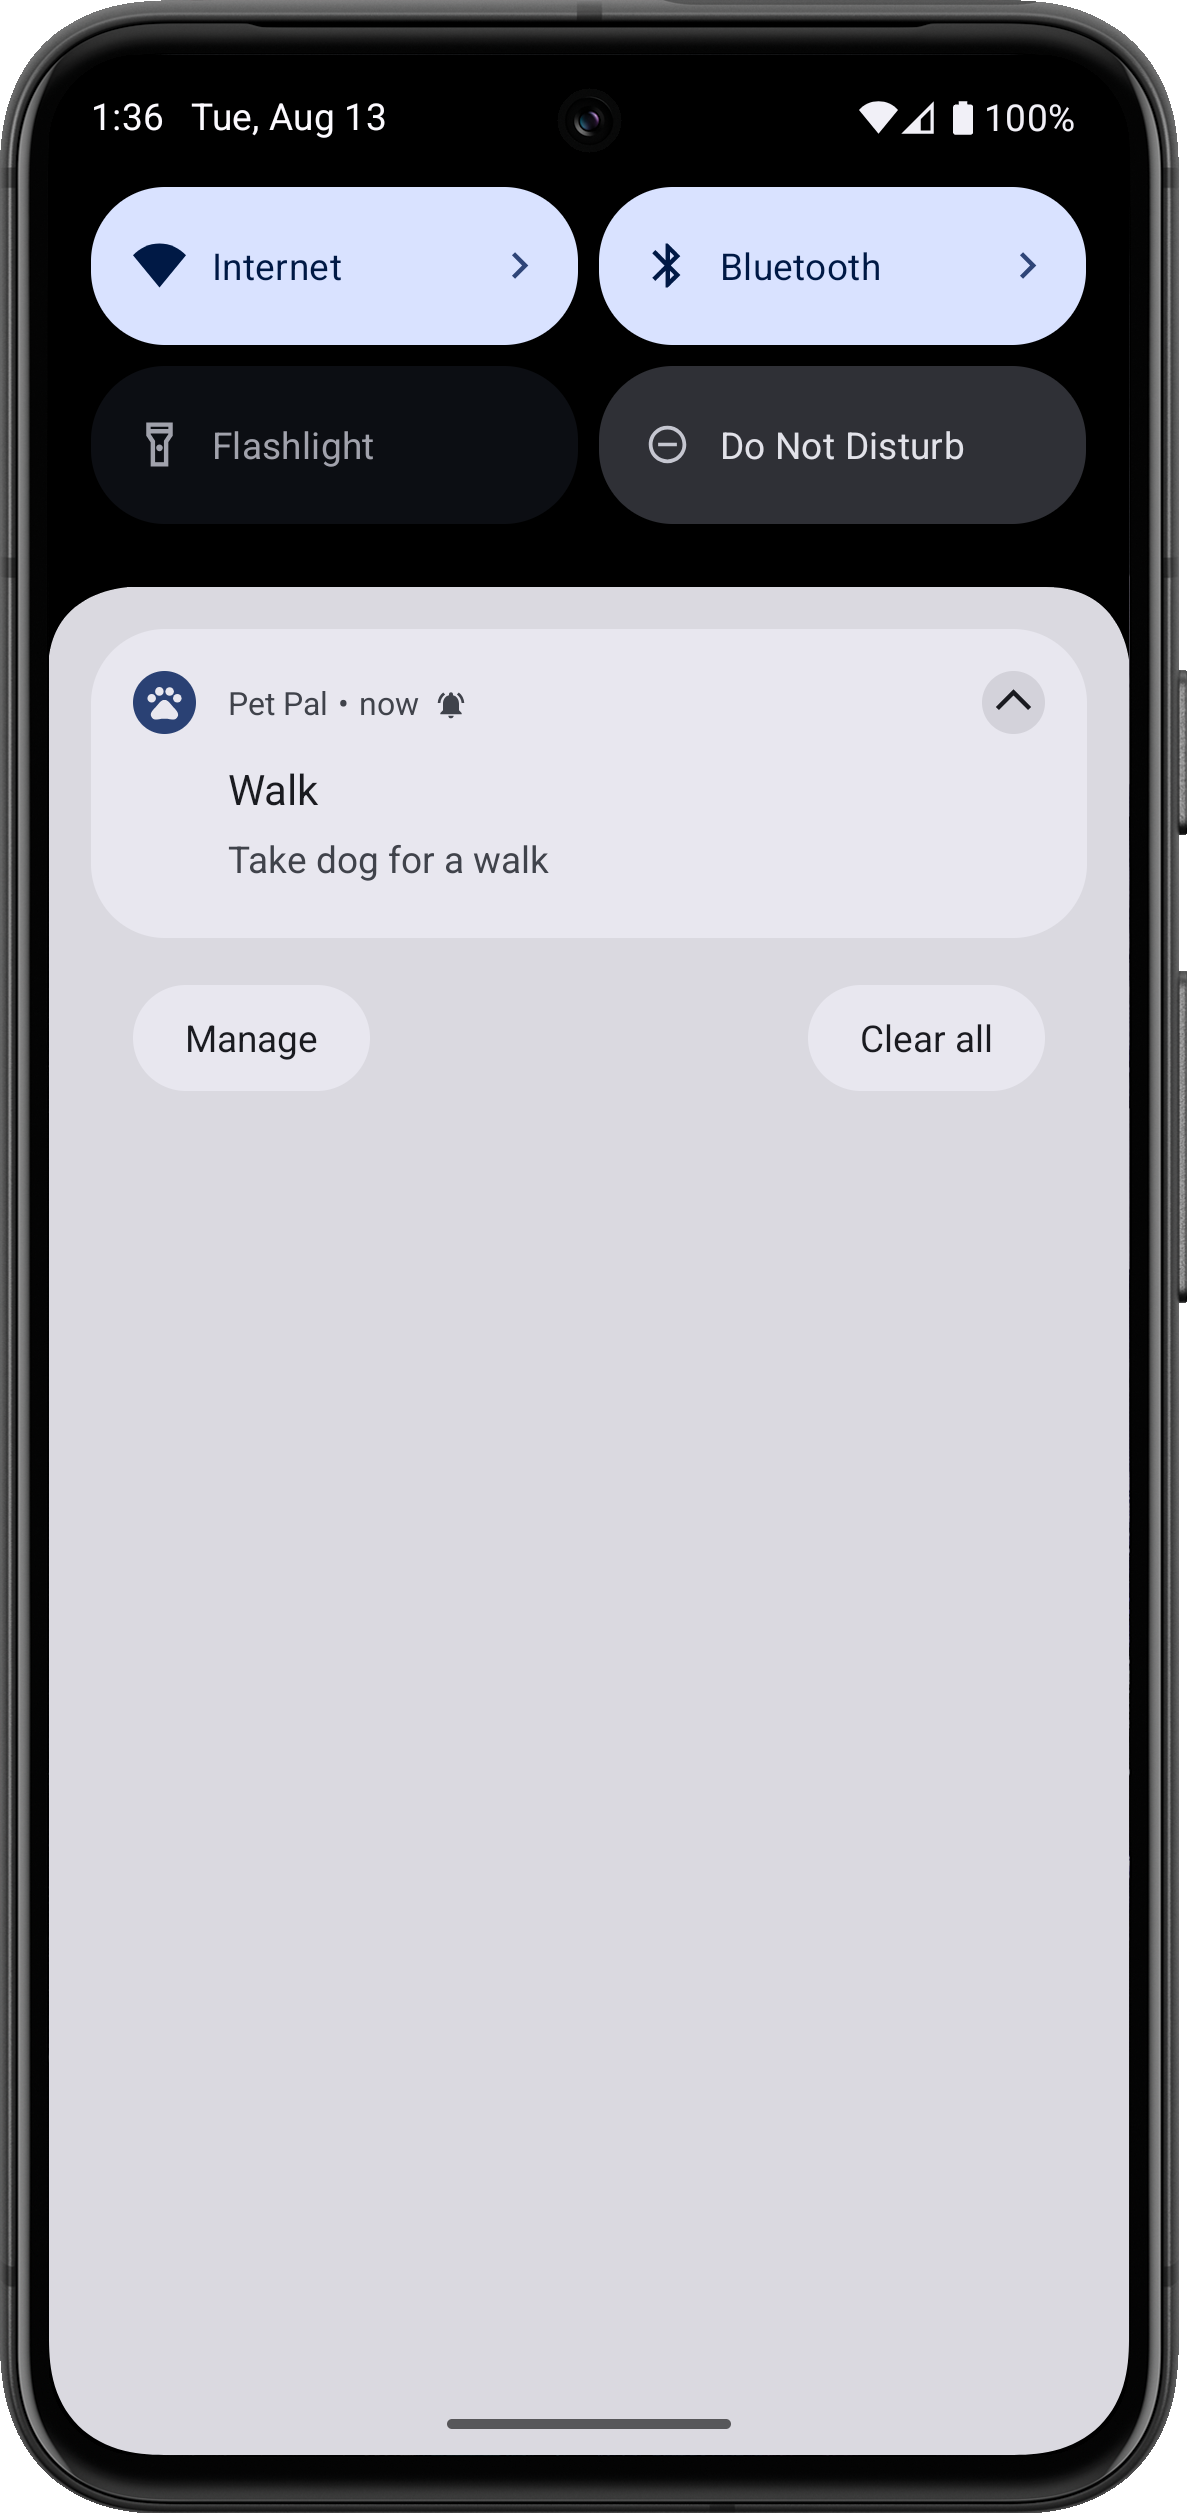 1:36 Tue, Aug 13 100%
Internet Bluetooth
Flashlight Do Not Disturb
Pet Pal • now
Walk
Take dog for a walk
Manage Clear all